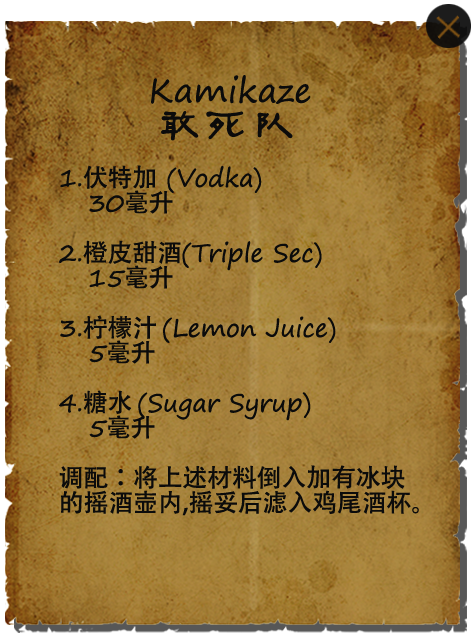 Kamikaze
敢死队
1.伏特加 (Vodka)
30毫升
2.橙皮甜酒(Triple Sec)
15毫升
3.柠檬汁(Lemon Juice)
5毫升
4.糖水(Sugar Syrup)
5毫升
调配：将上述材料倒入加有冰块
的摇酒壶内,摇妥后滤入鸡尾酒杯。